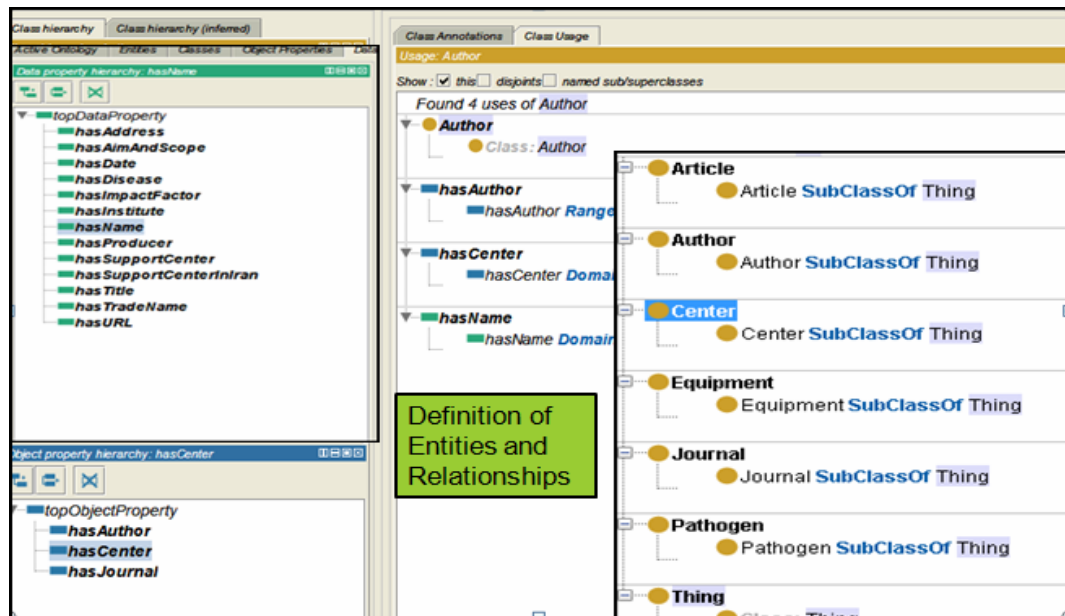 Class hierarchy
Class hierarchy (inferred)
Active Ontology
Entities
Classes
Object Properties
Data
Data property hierarchy: hasName
topDataProperty
hasAddress
hasAimAndScope
hasDate
hasDisease
hasImpactFactor
hasInstitute
hasName
hasProducer
hasSupportCenter
hasSupportCenterInIran
hasTitle
hasTradeName
hasURL
Object property hierarchy: hasCenter
topObjectProperty
hasAuthor
hasCenter
hasJournal
Class Annotations
Class Usage
Usage: Author
Show: this disjoints named sub/superclasses
Found 4 uses of Author
Author
Class: Author
hasAuthor
hasAuthor Range
hasCenter
hasCenter Domai
hasName
hasName Domain
Definition of
Entities and
Relationships
Article
Article SubClassOf Thing
Author
Author SubClassOf Thing
Center
Center SubClassOf Thing
Equipment
Equipment SubClassOf Thing
Journal
Journal SubClassOf Thing
Pathogen
Pathogen SubClassOf Thing
Thing